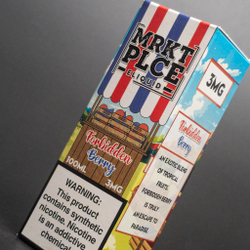 MRKT
PLCE
ELIQUID
Forbidden
Berry
100ML
3MG
WARNING:
This product
contains synthetic
nicotine. Nicotine
is an addictive
chemical.
3MG
Forbidden
Berry
AN EXOTIC BLEND
OF TROPICAL
FRUITS.
FORBIDDEN BERRY
IS TRULY
AN ESCAPE TO
PARADISE.